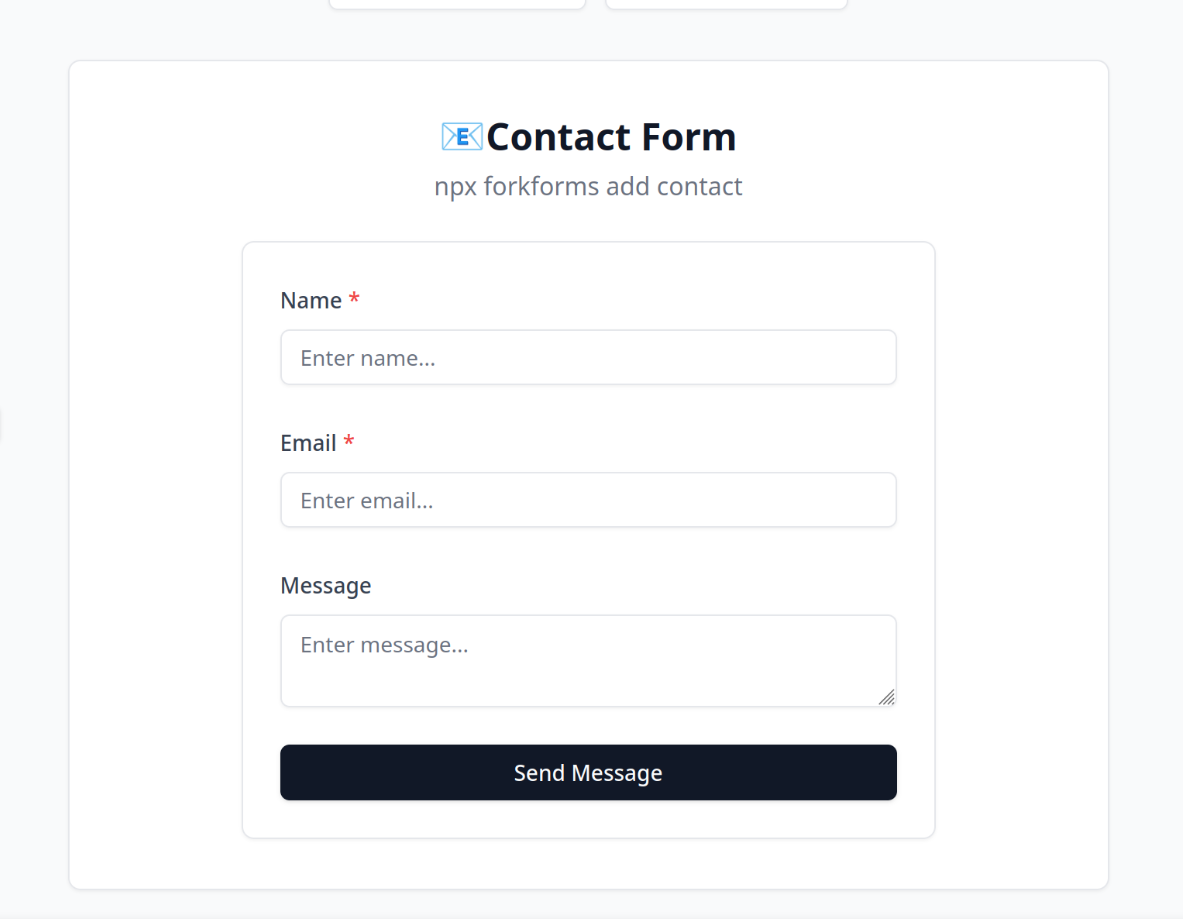 📧Contact Form
npx forkforms add contact
Name *
Enter name...
Email *
Enter email...
Message
Enter message...
Send Message